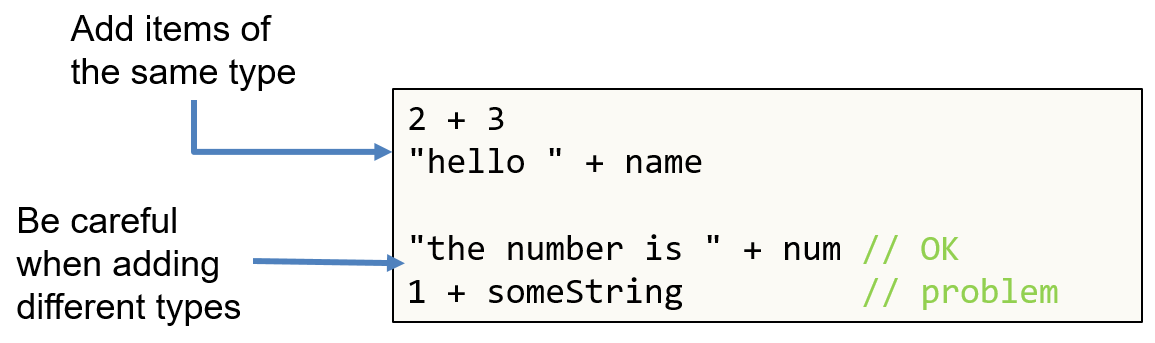 Add items of
the same type
2 + 3
"hello " + name
Be careful
when adding
different types
"the number is " + num // OK
1 + someString // problem